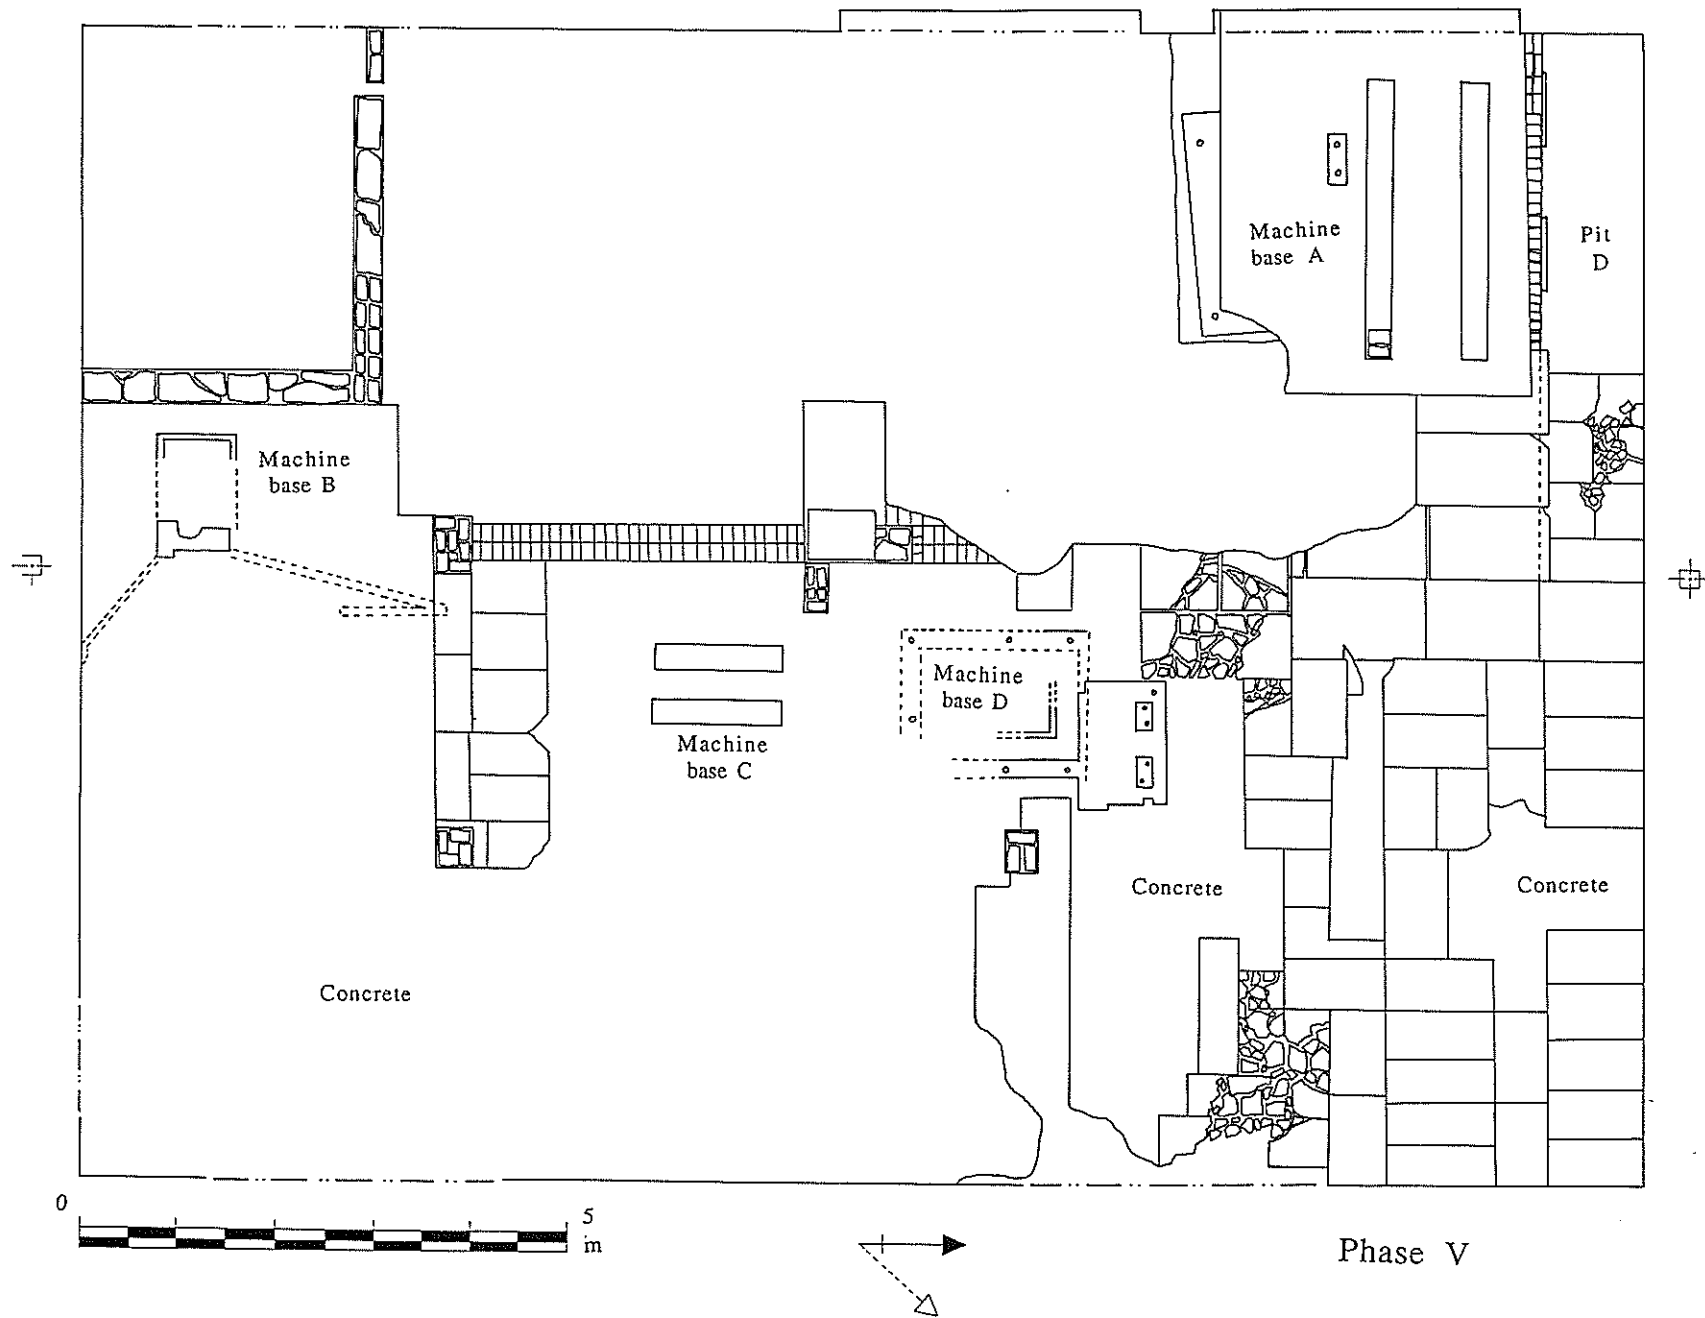 Machine
base A
Pit
D
Machine
base B
Machine
base D
Machine
base C
Concrete
Concrete
Concrete
0
5
m
Phase V